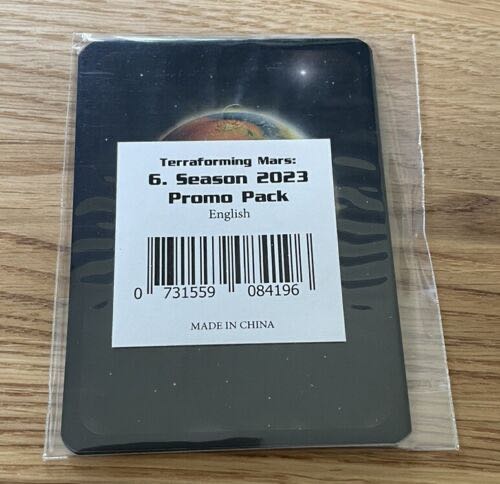 Terraforming Mars:
6. Season 2023
Promo Pack
English
0 731559 084196
MADE IN CHINA